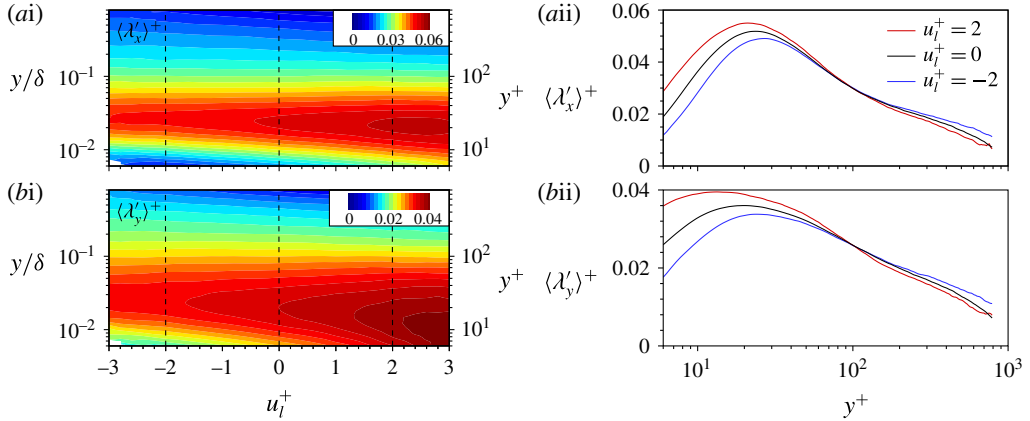 (ai)
⟨λ′x⟩+
0 0.03 0.06
y/δ
10−1
10−2
102
101
y+
(aii)
0.06
0.04
0.02
0
⟨λ′x⟩+
u+l = 2
u+l = 0
u+l = −2
(bi)
⟨λ′y⟩+
0 0.02 0.04
y/δ
10−1
10−2
102
101
y+
−3 −2 −1 0 1 2 3
u+l
(bii)
0.04
0.02
0
⟨λ′y⟩+
101 102 103
y+